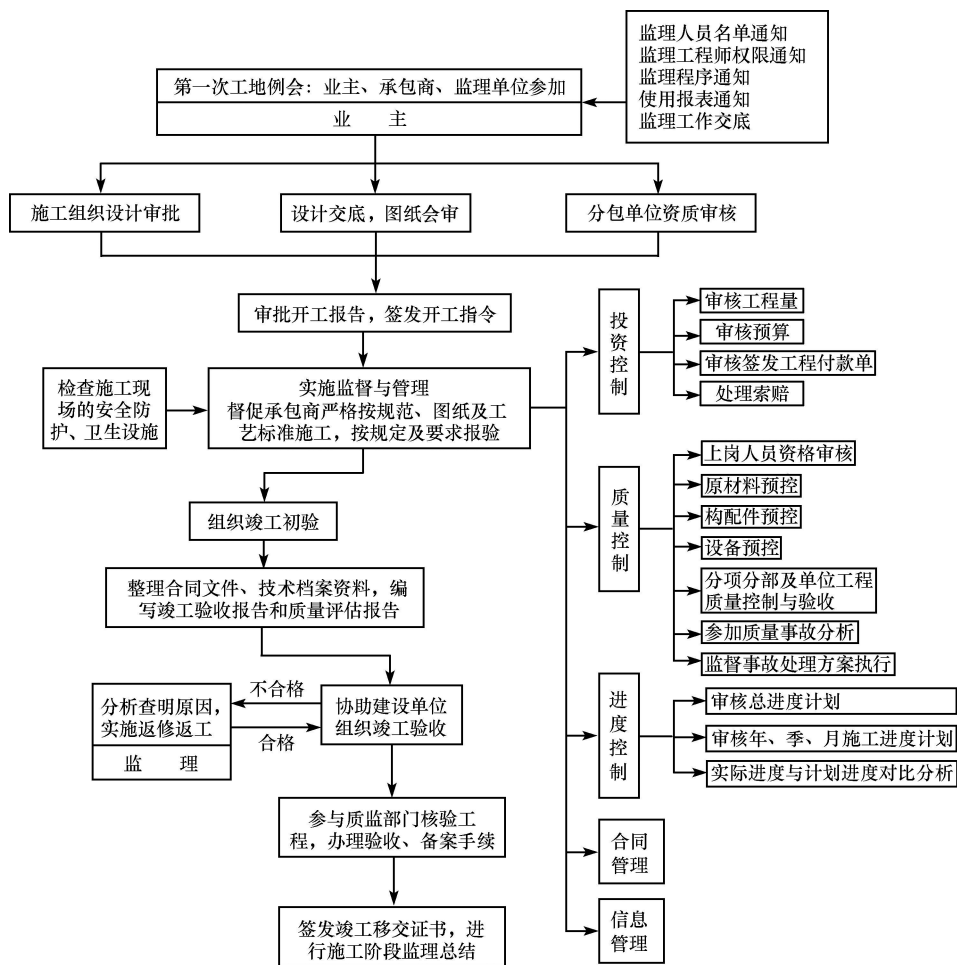 监理人员名单通知
监理工程师权限通知
监理程序通知
使用报表通知
监理工作交底
第一次工地例会：业主、承包商、监理单位参加
业 主
施工组织设计审批
设计交底，图纸会审
分包单位资质审核
审批开工报告，签发开工指令
检查施工现
场的安全防
护、卫生设施
实施监督与管理
督促承包商严格按规范、图纸及工
艺标准施工，按规定及要求报验
组织竣工初验
整理合同文件、技术档案资料，编
写竣工验收报告和质量评估报告
分析查明原因，
实施返修返工
监 理
不合格
合格
协助建设单位
组织竣工验收
参与质监部门核验工
程，办理验收、备案手续
签发竣工移交证书，进
行施工阶段监理总结
投资控制
审核工程量
审核预算
审核签发工程付款单
处理索赔
质量控制
上岗人员资格审核
原材料预控
构配件预控
设备预控
分项分部及单位工程
质量控制与验收
参加质量事故分析
监督事故处理方案执行
进度控制
审核总进度计划
审核年、季、月施工进度计划
实际进度与计划进度对比分析
合同
管理
信息
管理